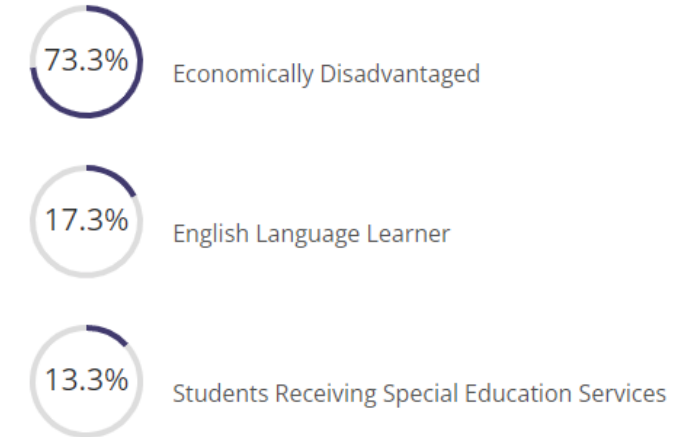 73.3%
Economically Disadvantaged
17.3%
English Language Learner
13.3%
Students Receiving Special Education Services